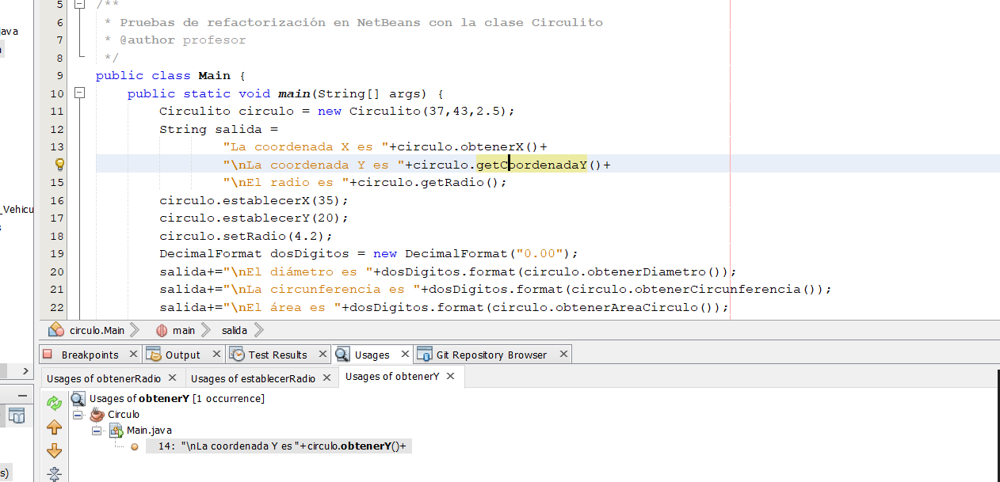 5 /**
6 * Pruebas de refactorización en NetBeans con la clase Circulito
ava
7 * @author profesor
8 */
9 public class Main {
10 public static void main(String[] args) {
11 Circulito circulo = new Circulito(37,43,2.5);
12 String salida =
13 "La coordenada X es "+circulo.obtenerX()+
"\nLa coordenada Y es "+circulo.getCoordenadaY()+
15 "\nEl radio es "+circulo.getRadio();
16 circulo.establecerX(35);
_Vehicu
17 circulo.establecerY(20);
18 circulo.setRadio(4.2);
19 DecimalFormat dosDigitos = new DecimalFormat("0.00");
20 salida+="\nEl diámetro es "+dosDigitos.format(circulo.obtenerDiametro());
21 salida+="\nLa circunferencia es "+dosDigitos.format(circulo.obtenerCircunferencia());
22 salida+="\nEl área es "+dosDigitos.format(circulo.obtenerAreaCirculo());
circulo.Main main salida
Breakpoints Output Test Results Usages Git Repository Browser
Usages of obtenerRadio Usages of establecerRadio Usages of obtenerY
Usages of obtenerY [1 occurrence]
Circulo
Main.java
14: "\nLa coordenada Y es "+circulo.obtenerY()+
s)